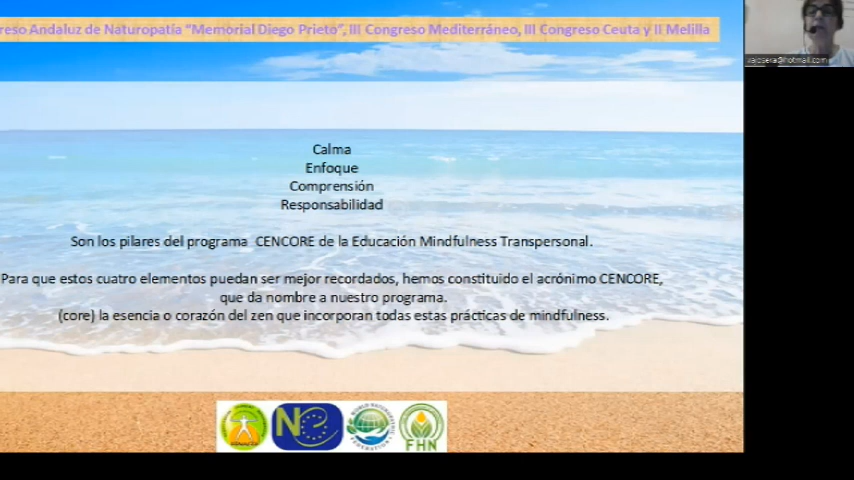 reso Andaluz de Naturopatía "Memorial Diego Prieto", III Congreso Mediterráneo, III Congreso Ceuta y II Melilla
Calma
Enfoque
Comprensión
Responsabilidad
Son los pilares del programa CENCORE de la Educación Mindfulness Transpersonal.
Para que estos cuatro elementos puedan ser mejor recordados, hemos constituido el acrónimo CENCORE,
que da nombre a nuestro programa.
(core) la esencia o corazón del zen que incorporan todas estas prácticas de mindfulness.
Ne
FHN